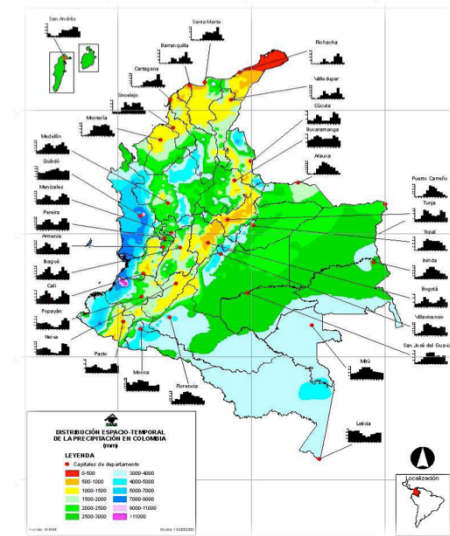 San Andrés
Santa Marta
Barranquilla
Cartagena
Sincelejo
Montería
Medellín
Quibdó
Manizales
Pereira
Armenia
Ibagué
Cali
Popayán
Neiva
Pasto
Mocoa
Florencia
Riohacha
Valledupar
Cúcuta
Bucaramanga
Arauca
Puerto Carreño
Tunja
Yopal
Inírida
Bogotá
Villavicencio
San José del Guaviare
Mitú
Leticia
DISTRIBUCIÓN ESPACIO-TEMPORAL
DE LA PRECIPITACIÓN EN COLOMBIA
(mm)
LEYENDA
Capitales de departamento
0-500
500-1000
1000-1500
1500-2000
2000-2500
2500-3000
3000-4000
4000-5000
5000-7000
7000-9000
9000-11000
>11000
Localización